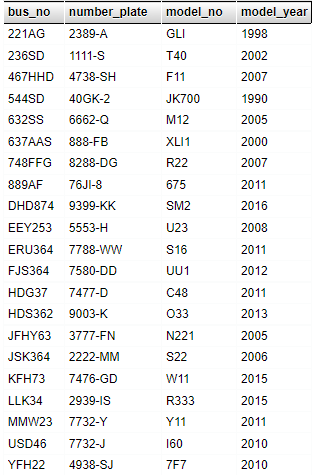 bus_no number_plate model_no model_year
221AG 2389-A GLI 1998
236SD 1111-S T40 2002
467HHD 4738-SH F11 2007
544SD 40GK-2 JK700 1990
632SS 6662-Q M12 2005
637AAS 888-FB XLI1 2000
748FFG 8288-DG R22 2007
889AF 76JI-8 675 2011
DHD874 9399-KK SM2 2016
EEY253 5553-H U23 2008
ERU364 7788-WW S16 2011
FJS364 7580-DD UU1 2012
HDG37 7477-D C48 2011
HDS362 9003-K O33 2013
JFHY63 3777-FN N221 2005
JSK364 2222-MM S22 2006
KFH73 7476-GD W11 2015
LLK34 2939-IS R333 2015
MMW23 7732-Y Y11 2011
USD46 7732-J I60 2010
YFH22 4938-SJ 7F7 2010